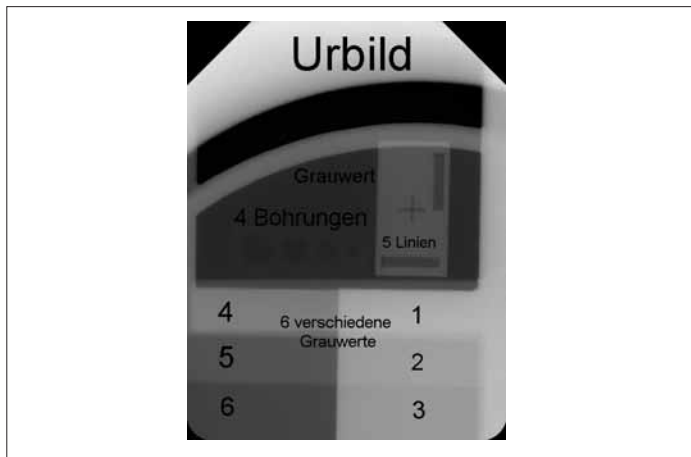 Urbild
Grauwert
4 Bohrungen
5 Linien
4
6 verschiedene
Grauwerte
1
5
2
6
3